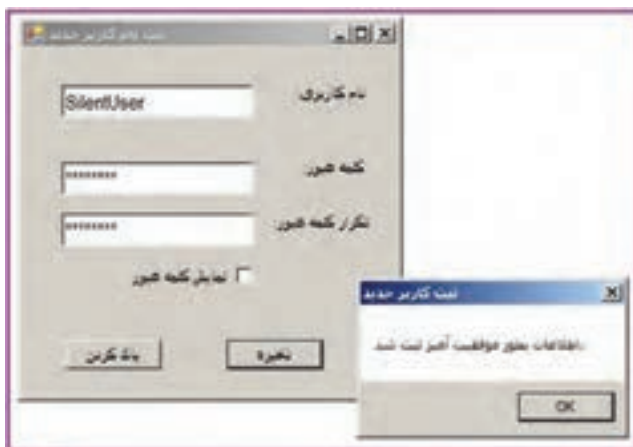 ثبت نام کاربر جدید
نام کاربری:
SilentUser
کلمه عبور:
********
تکرار کلمه عبور:
********
نمایش کلمه عبور
ذخیره
پاک کردن
ثبت کاربر جدید
اطلاعات بطور موفقیت آمیز ثبت شد.
OK